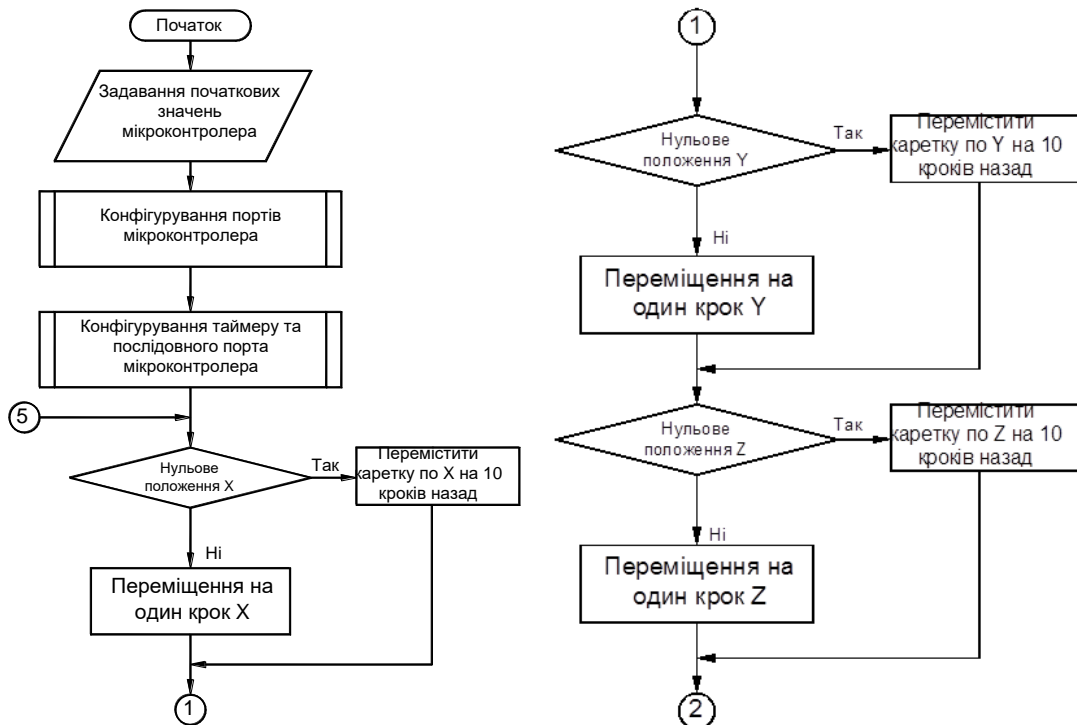 Початок
Задавання початкових
значень
мікроконтролера
Конфігурування портів
мікроконтролера
Конфігурування таймеру та
послідовного порта
мікроконтролера
5
Нульове
положення X
Так
Перемістити
каретку по X на 10
кроків назад
Ні
Переміщення на
один крок X
1
1
Нульове
положення Y
Так
Перемістити
каретку по Y на 10
кроків назад
Ні
Переміщення на
один крок Y
Нульове
положення Z
Так
Перемістити
каретку по Z на 10
кроків назад
Ні
Переміщення на
один крок Z
2